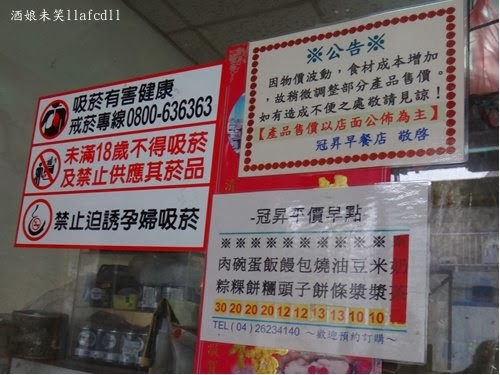 酒娘未笑llafcdll
吸菸有害健康
戒菸專線0800-636363
未滿18歲不得吸菸
及禁止供應其菸品
禁止迫誘孕婦吸菸
※公告※
因物價波動，食材成本增加
，故稍微調整部分產品售價。
如有造成不便之處敬請見諒！
【產品售價以店面公佈為主】
冠昇早餐店 敬啓
-冠昇平價早點-
※※※※※※※※※
肉碗蛋飯饅包燒油豆米奶
粽粿餅糰頭子餅條漿漿茶
30 20 20 20 12 12 13 13 10 10
TEL(04)26234140 ～歡迎預約訂購～